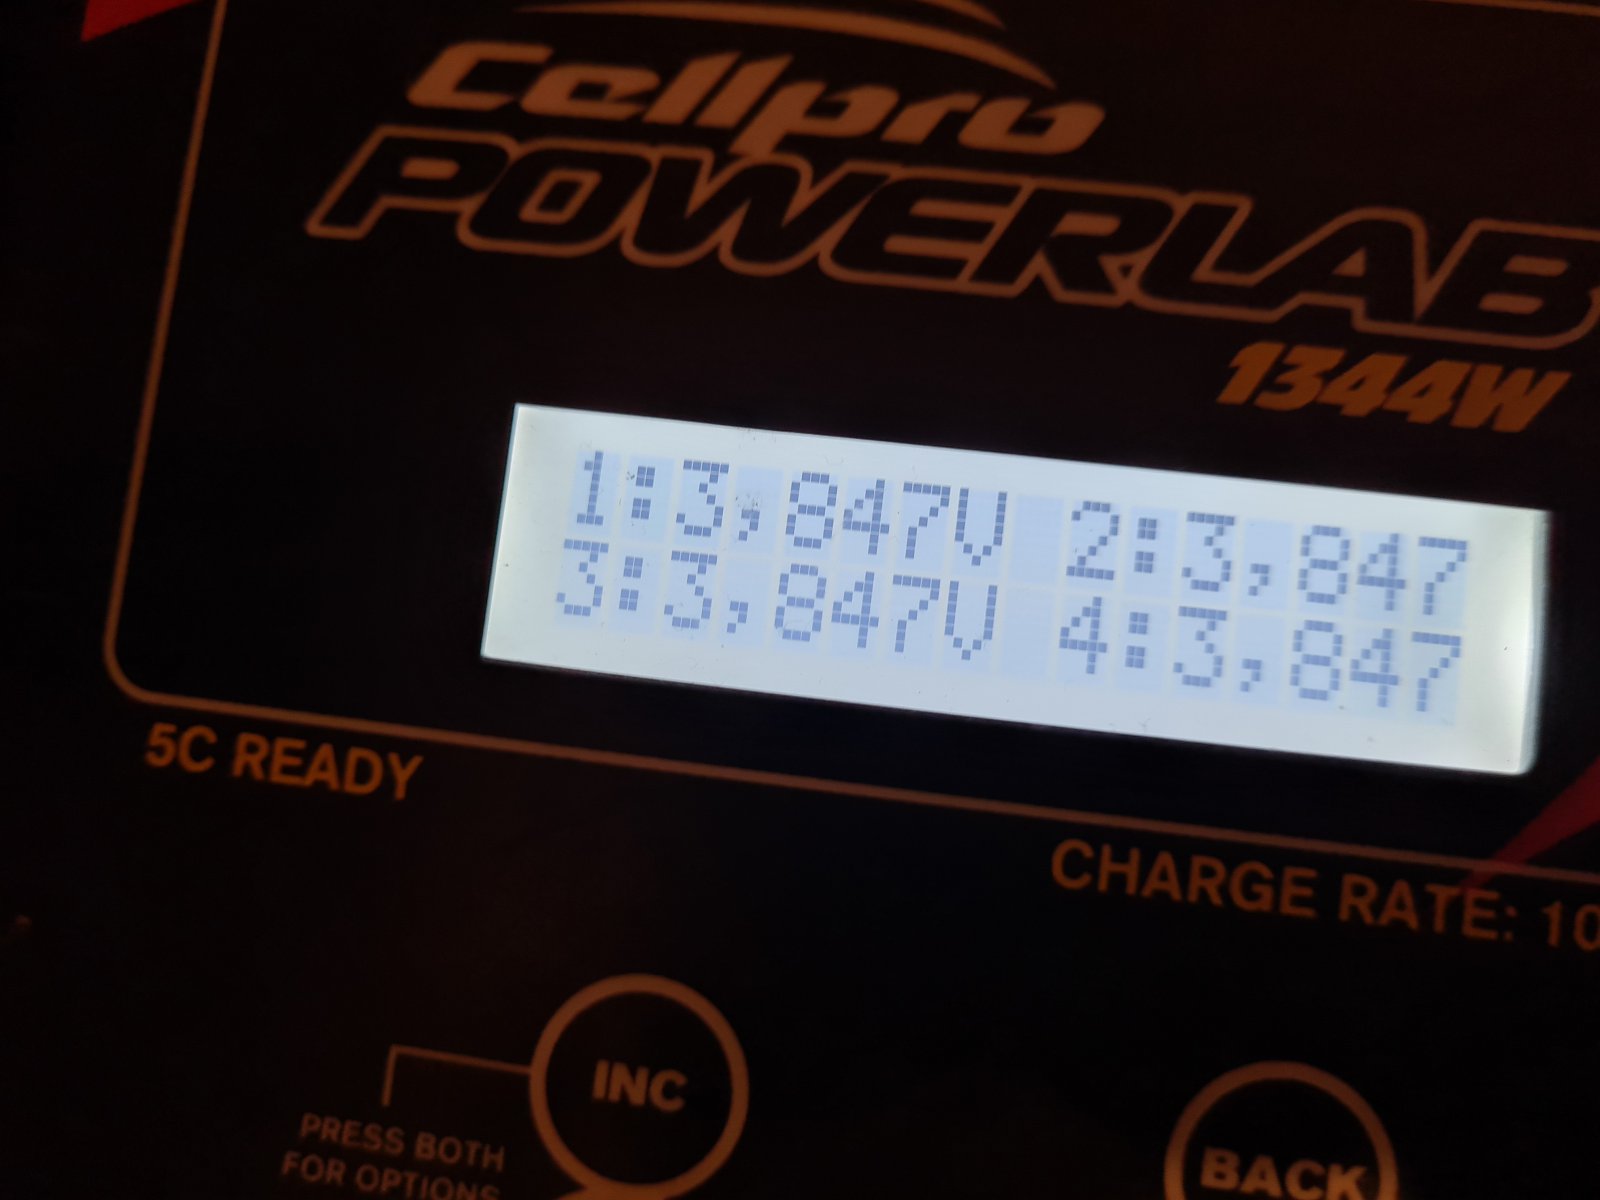 Cellpro
POWERLAB
1344W
1:3,847V 2:3,847
3:3,847V 4:3,847
5C READY
CHARGE RATE: 10
INC
PRESS BOTH
FOR OPTIONS
BACK